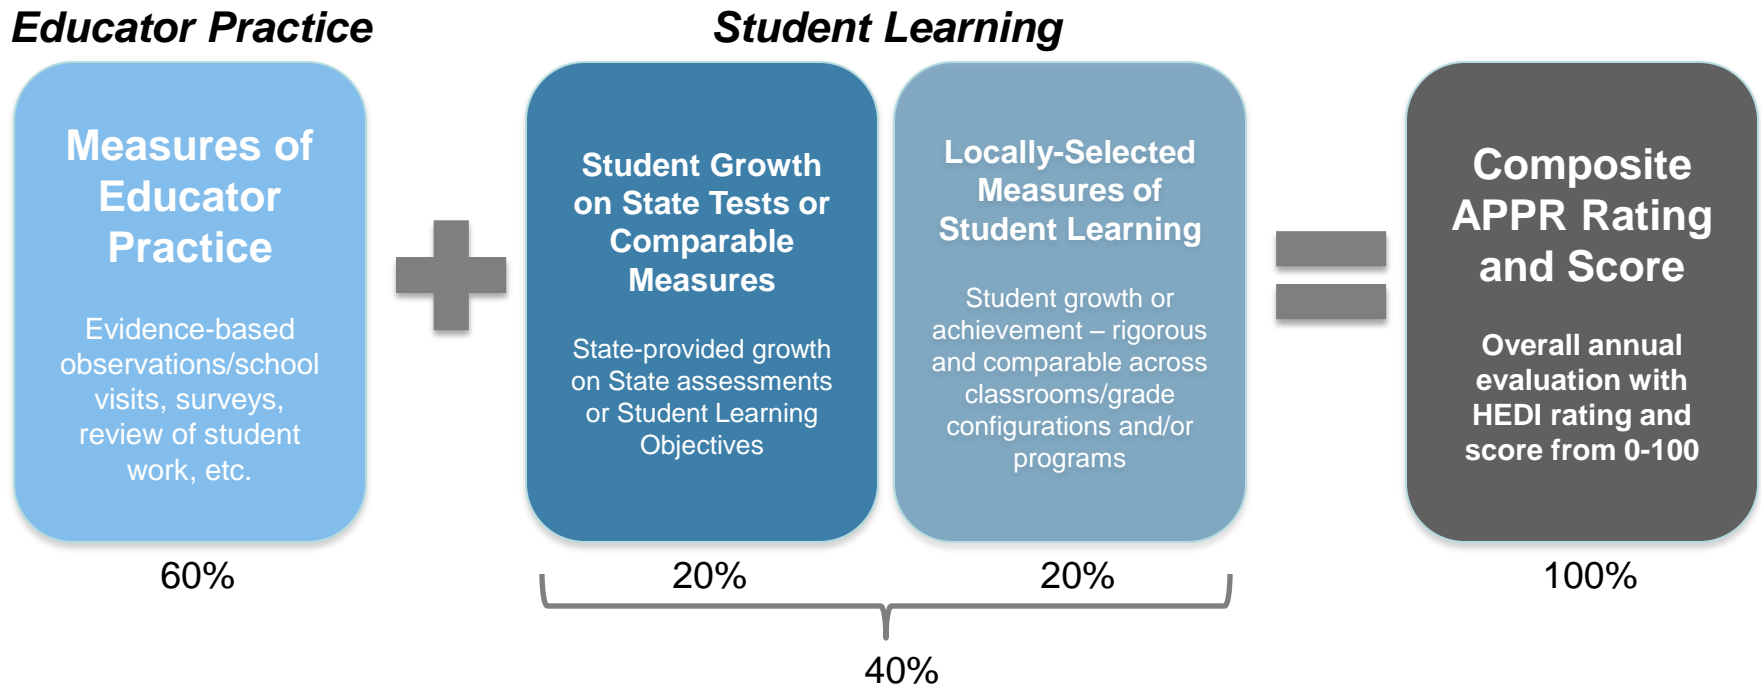 Educator Practice
Student Learning
Measures of
Educator
Practice
Evidence-based
observations/school
visits, surveys,
review of student
work, etc.
60%
Student Growth
on State Tests or
Comparable
Measures
State-provided growth
on State assessments
or Student Learning
Objectives
20%
Locally-Selected
Measures of
Student Learning
Student growth or
achievement – rigorous
and comparable across
classrooms/grade
configurations and/or
programs
20%
40%
Composite
APPR Rating
and Score
Overall annual
evaluation with
HEDI rating and
score from 0-100
100%